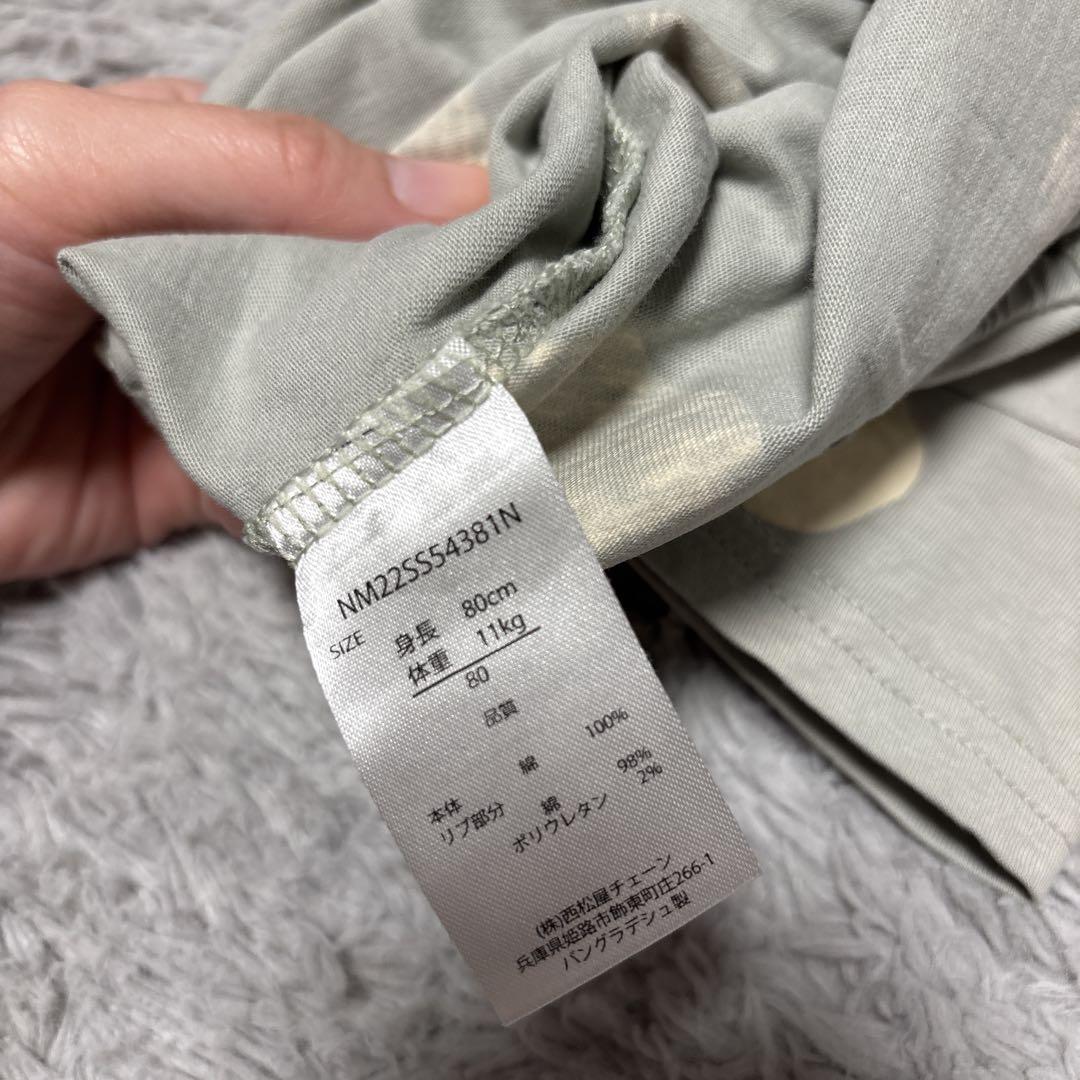 NM22SS54381N
SIZE 身長 80cm
体重 11kg
80
品質
本体 綿 100%
リブ部分 綿 98%
ポリウレタン 2%
(株)西松屋チェーン
兵庫県姫路市飾東町庄266-1
バングラデシュ製